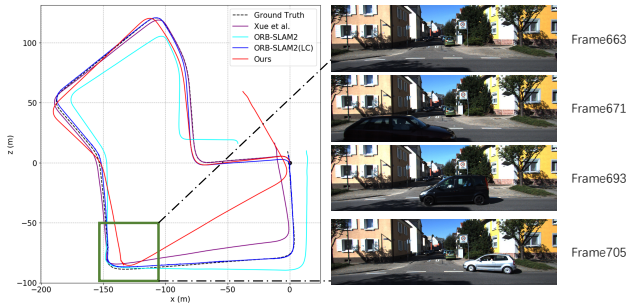 Ground Truth
Xue et al.
ORB-SLAM2
ORB-SLAM2(LC)
Ours
100
50
0
−50
−100
z (m)
−200
−150
−100
−50
0
x (m)
Frame663
Frame671
Frame693
Frame705